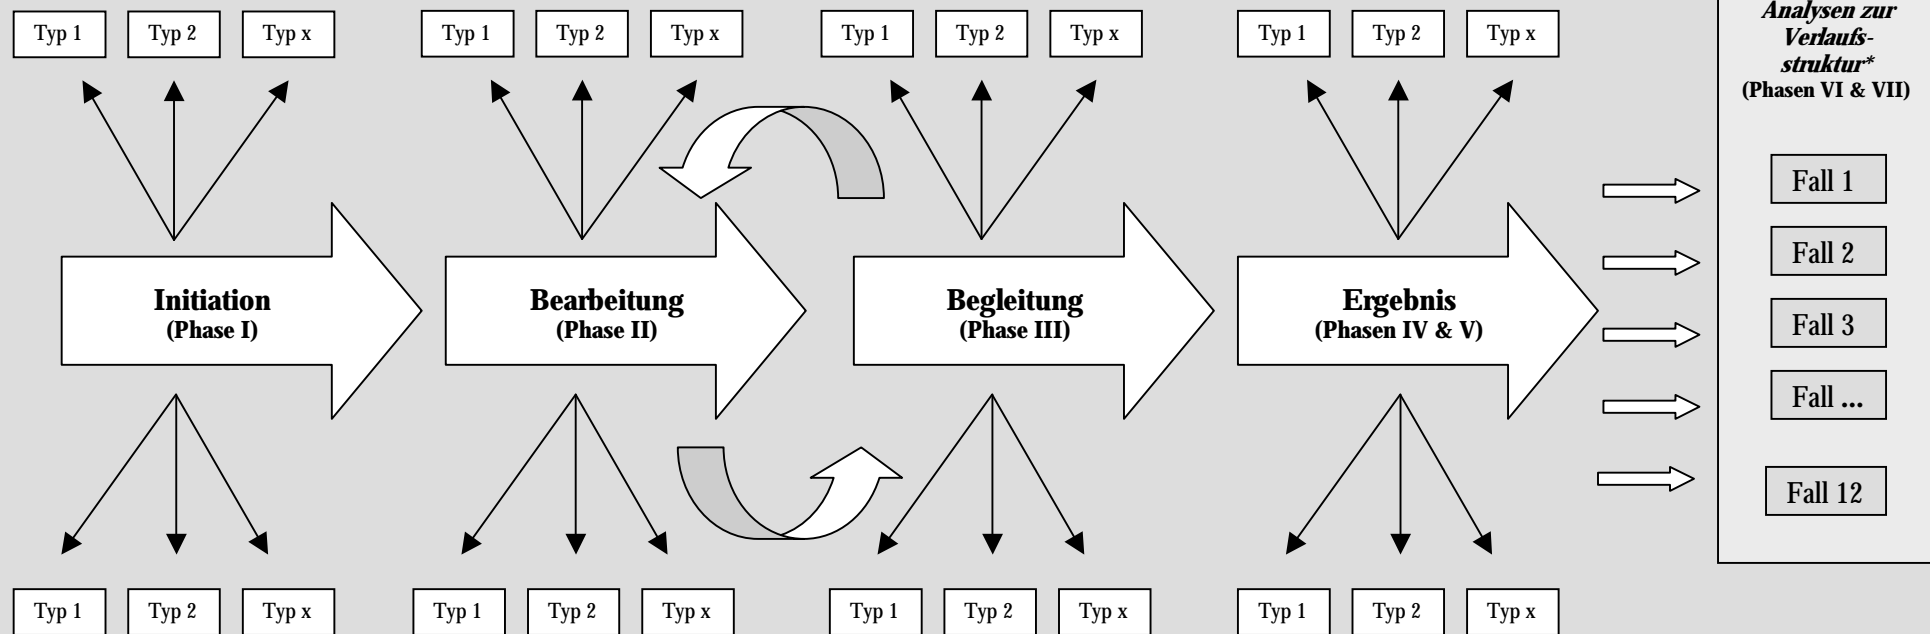 Typ 1
Typ 2
Typ x
Typ 1
Typ 2
Typ x
Typ 1
Typ 2
Typ x
Typ 1
Typ 2
Typ x
Analysen zur
Verlaufs-
struktur*
(Phasen VI & VII)
Initiation
(Phase I)
Bearbeitung
(Phase II)
Begleitung
(Phase III)
Ergebnis
(Phasen IV & V)
Fall 1
Fall 2
Fall 3
Fall ...
Fall 12
Typ 1
Typ 2
Typ x
Typ 1
Typ 2
Typ x
Typ 1
Typ 2
Typ x
Typ 1
Typ 2
Typ x